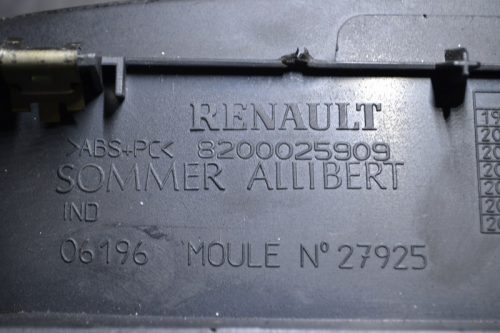 RENAULT
>ABS+PC< 8200025909
SOMMER ALLIBERT
IND
06196 MOULE N° 27925